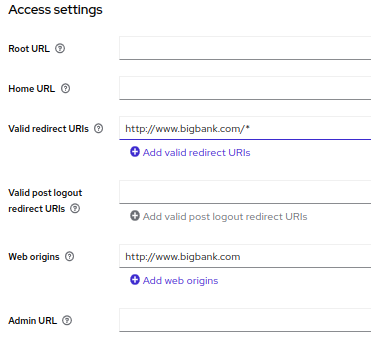 Access settings
Root URL
Home URL
Valid redirect URIs http://www.bigbank.com/*
Add valid redirect URIs
Valid post logout
redirect URIs
Add valid post logout redirect URIs
Web origins http://www.bigbank.com
Add web origins
Admin URL